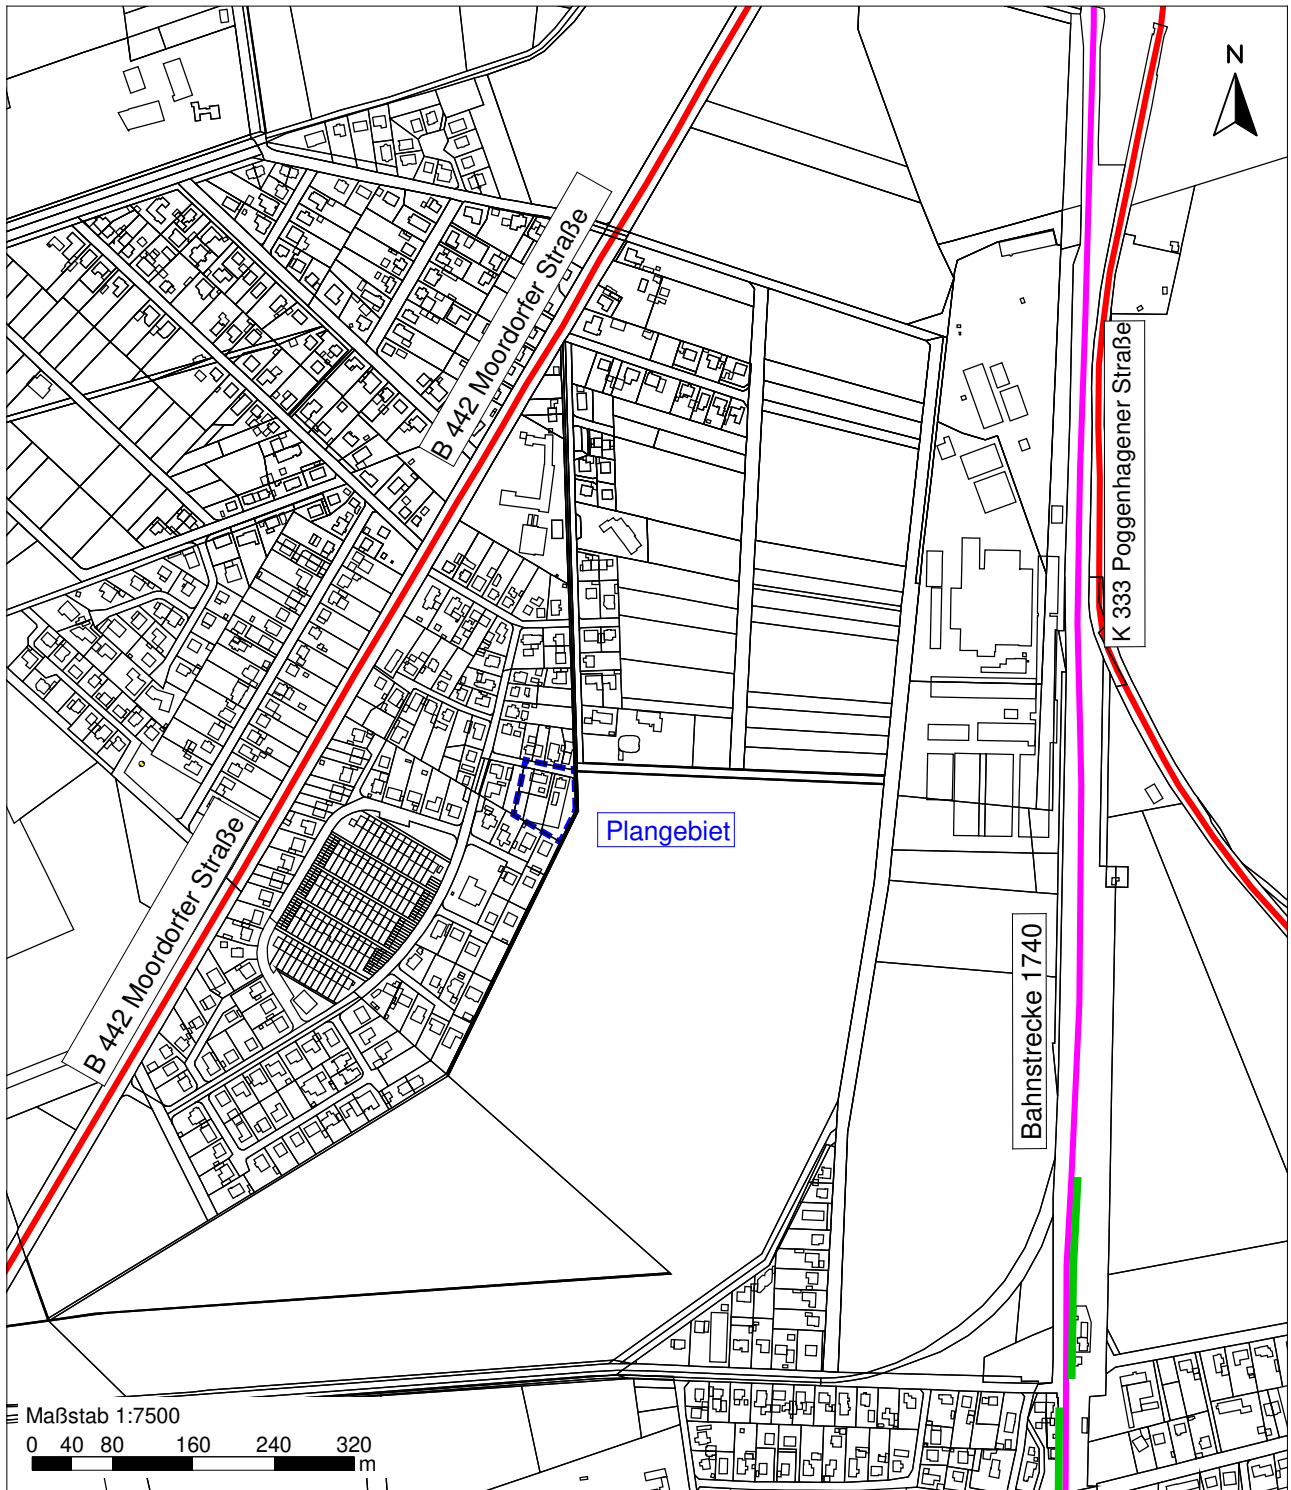 N
B 442 Moordorfer Straße
K 333 Poggenhagener Straße
Plangebiet
B 442 Moordorfer Straße
Bahnstrecke 1740
Maßstab 1:7500
0 40 80 160 240 320
m